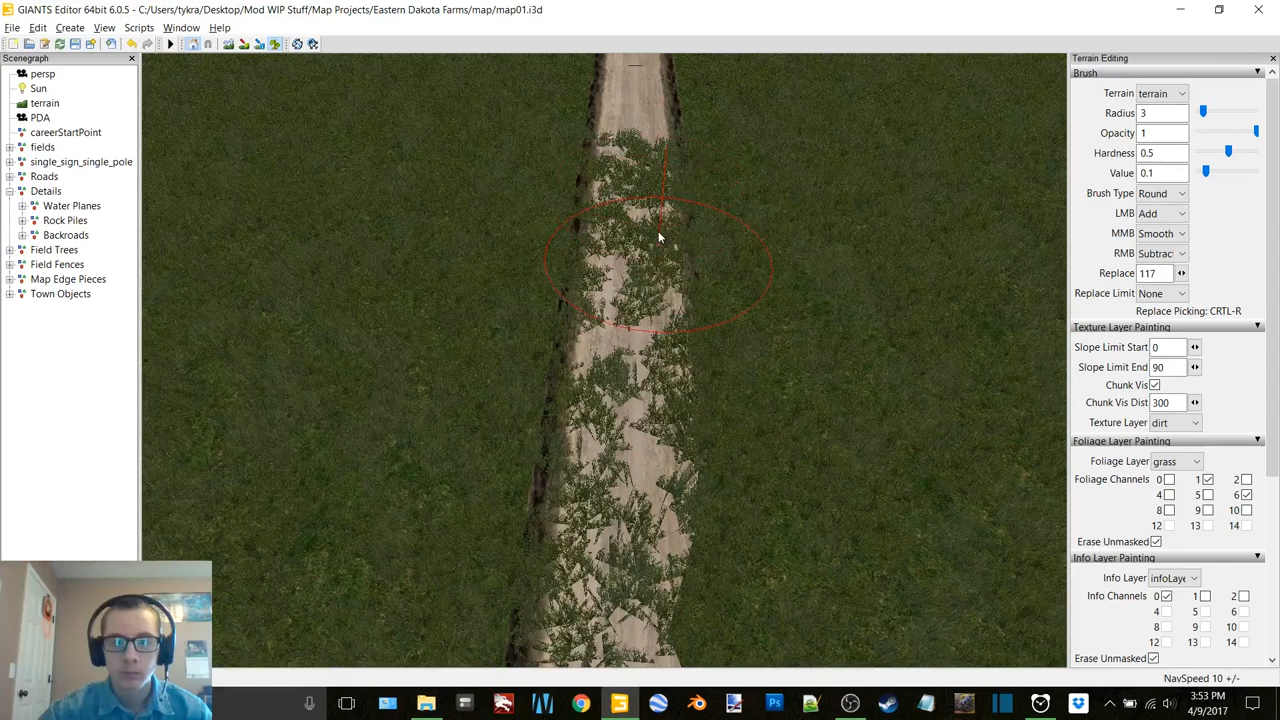 GIANTS Editor 64bit 6.0.5 - C:/Users/tykra/Desktop/Mod WIP Stuff/Map Projects/Eastern Dakota Farms/map/map01.i3d
File Edit Create View Scripts Window Help
Scenegraph
persp
Sun
terrain
PDA
careerStartPoint
fields
single_sign_single_pole
Roads
Details
Water Planes
Rock Piles
Backroads
Field Trees
Field Fences
Map Edge Pieces
Town Objects
Terrain Editing
Brush
Terrain terrain
Radius 3
Opacity 1
Hardness 0.5
Value 0.1
Brush Type Round
LMB Add
MMB Smooth
RMB Subtrac
Replace 117
Replace Limit None
Replace Picking: CRTL-R
Texture Layer Painting
Slope Limit Start 0
Slope Limit End 90
Chunk Vis
Chunk Vis Dist 300
Texture Layer dirt
Foliage Layer Painting
Foliage Layer grass
Foliage Channels 0 1 2
4 5 6
8 9 10
12 13 14
Erase Unmasked
Info Layer Painting
Info Layer infoLaye
Info Channels 0 1 2
4 5 6
8 9 10
12 13 14
Erase Unmasked
NavSpeed 10 +/-
3:53 PM
4/9/2017